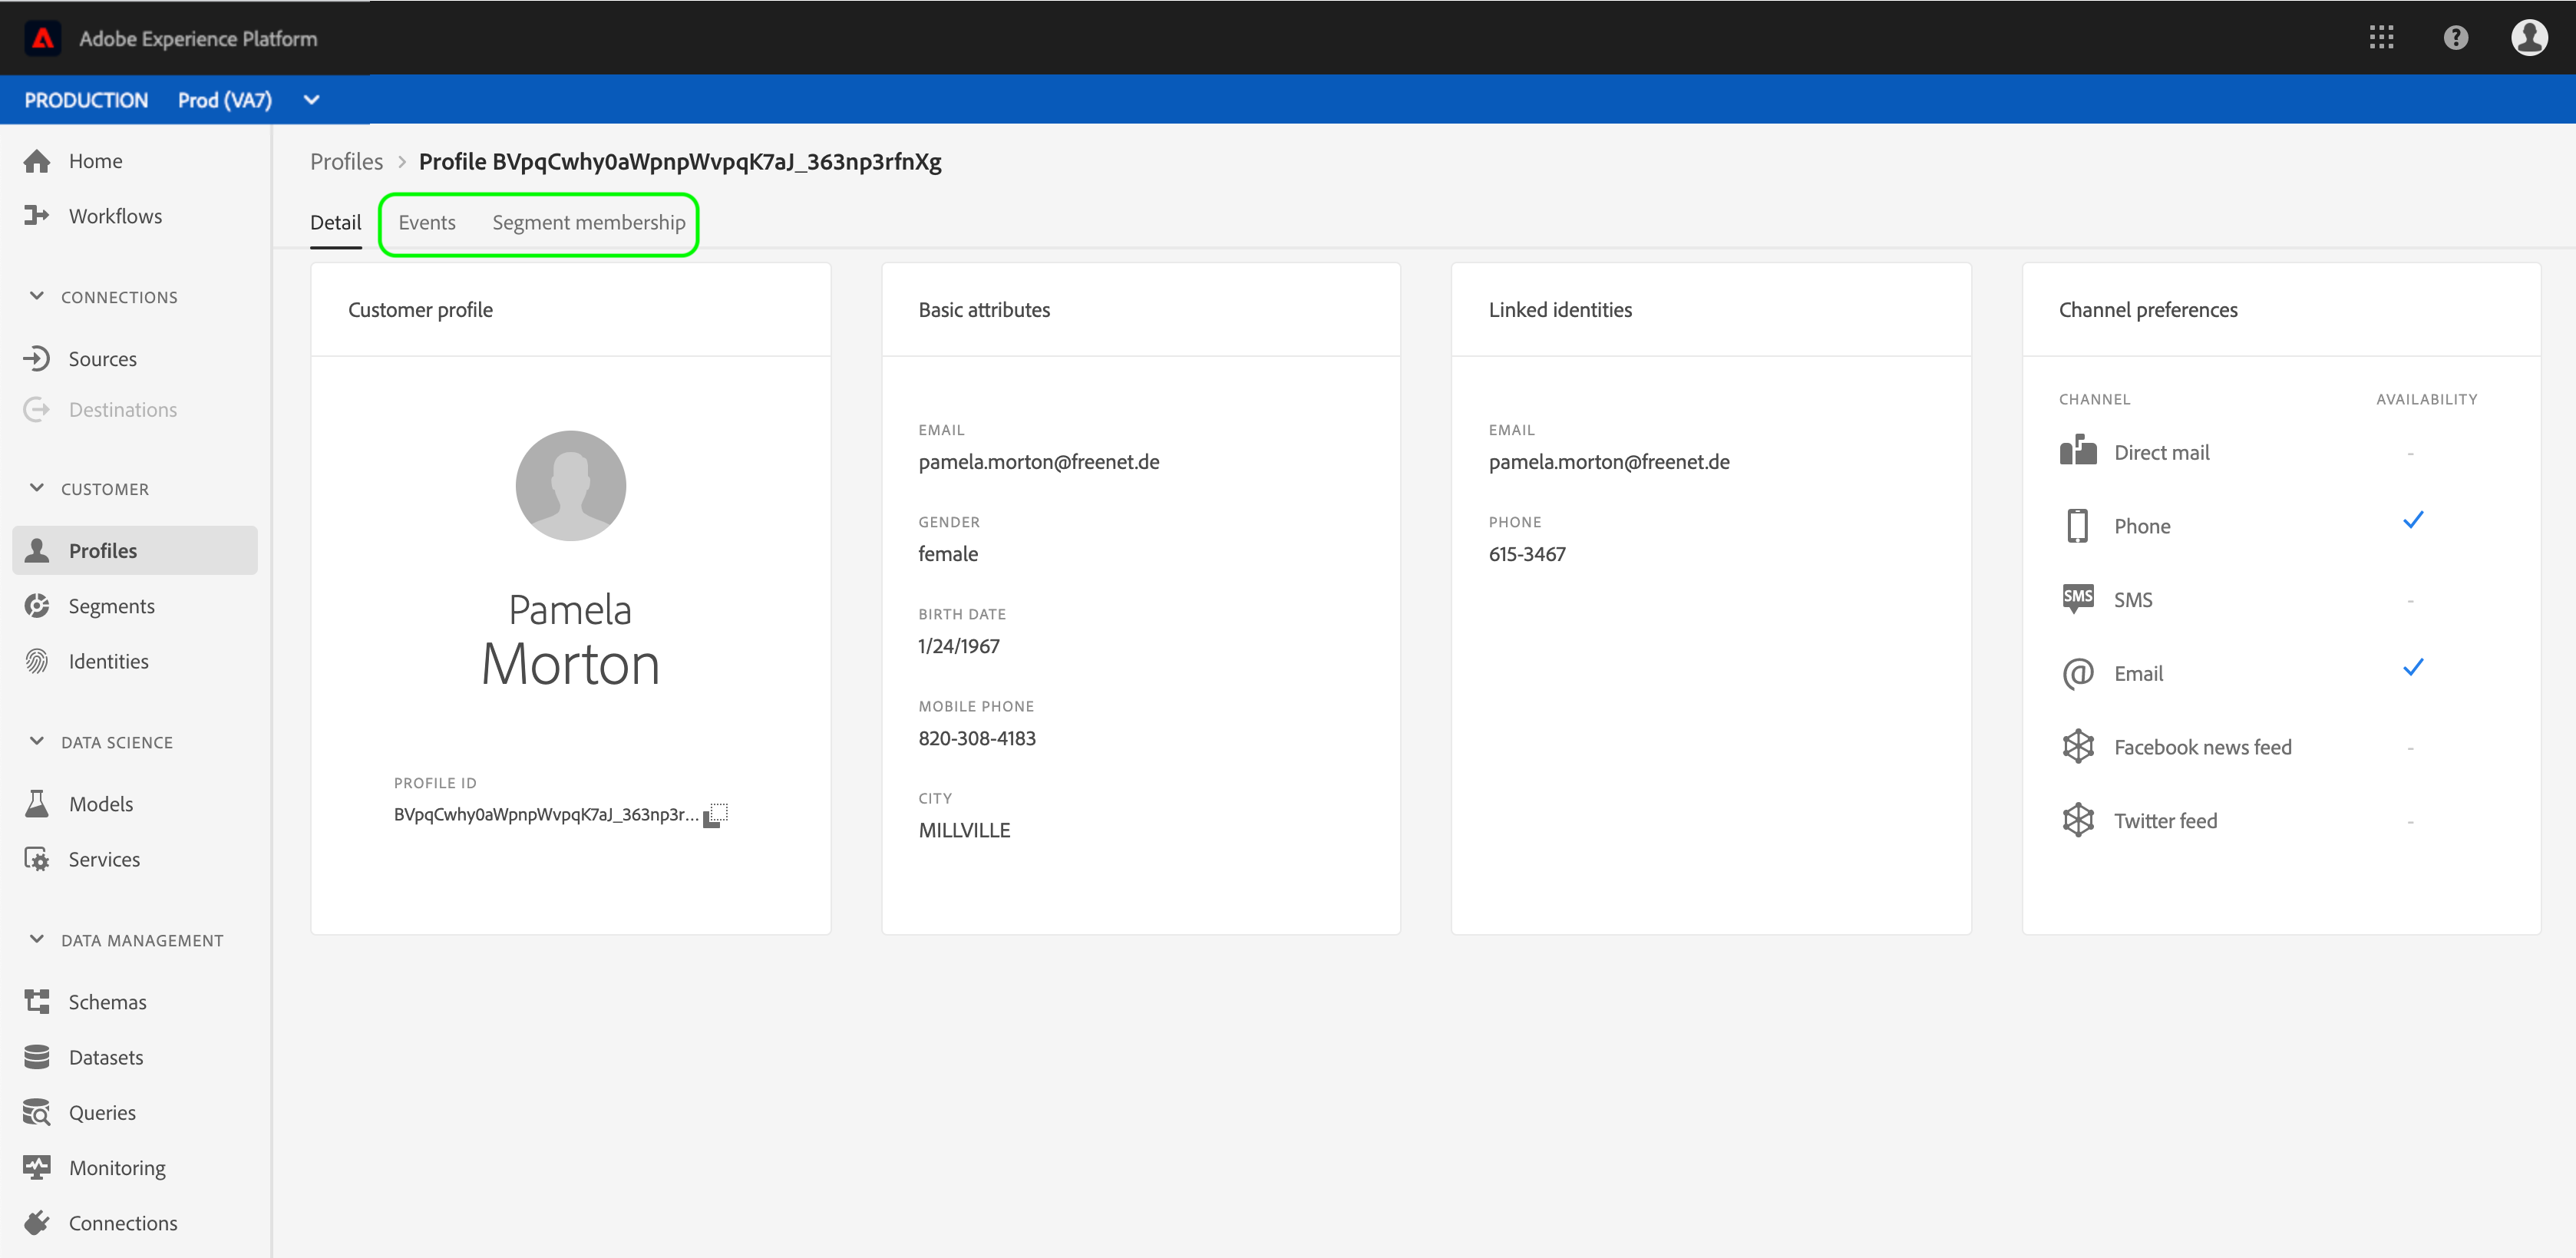 Adobe Experience Platform
PRODUCTION Prod (VA7)
Home
Workflows
CONNECTIONS
Sources
Destinations
CUSTOMER
Profiles
Segments
Identities
DATA SCIENCE
Models
Services
DATA MANAGEMENT
Schemas
Datasets
Queries
Monitoring
Connections
Profiles > Profile BVpqCwhy0aWpnpWvpqK7aJ_363np3rfnXg
Detail Events Segment membership
Customer profile
Pamela
Morton
PROFILE ID
BVpqCwhy0aWpnpWvpqK7aJ_363np3r...
Basic attributes
EMAIL
pamela.morton@freenet.de
GENDER
female
BIRTH DATE
1/24/1967
MOBILE PHONE
820-308-4183
CITY
MILLVILLE
Linked identities
EMAIL
pamela.morton@freenet.de
PHONE
615-3467
Channel preferences
CHANNEL AVAILABILITY
Direct mail -
Phone
SMS SMS -
Email
Facebook news feed -
Twitter feed -